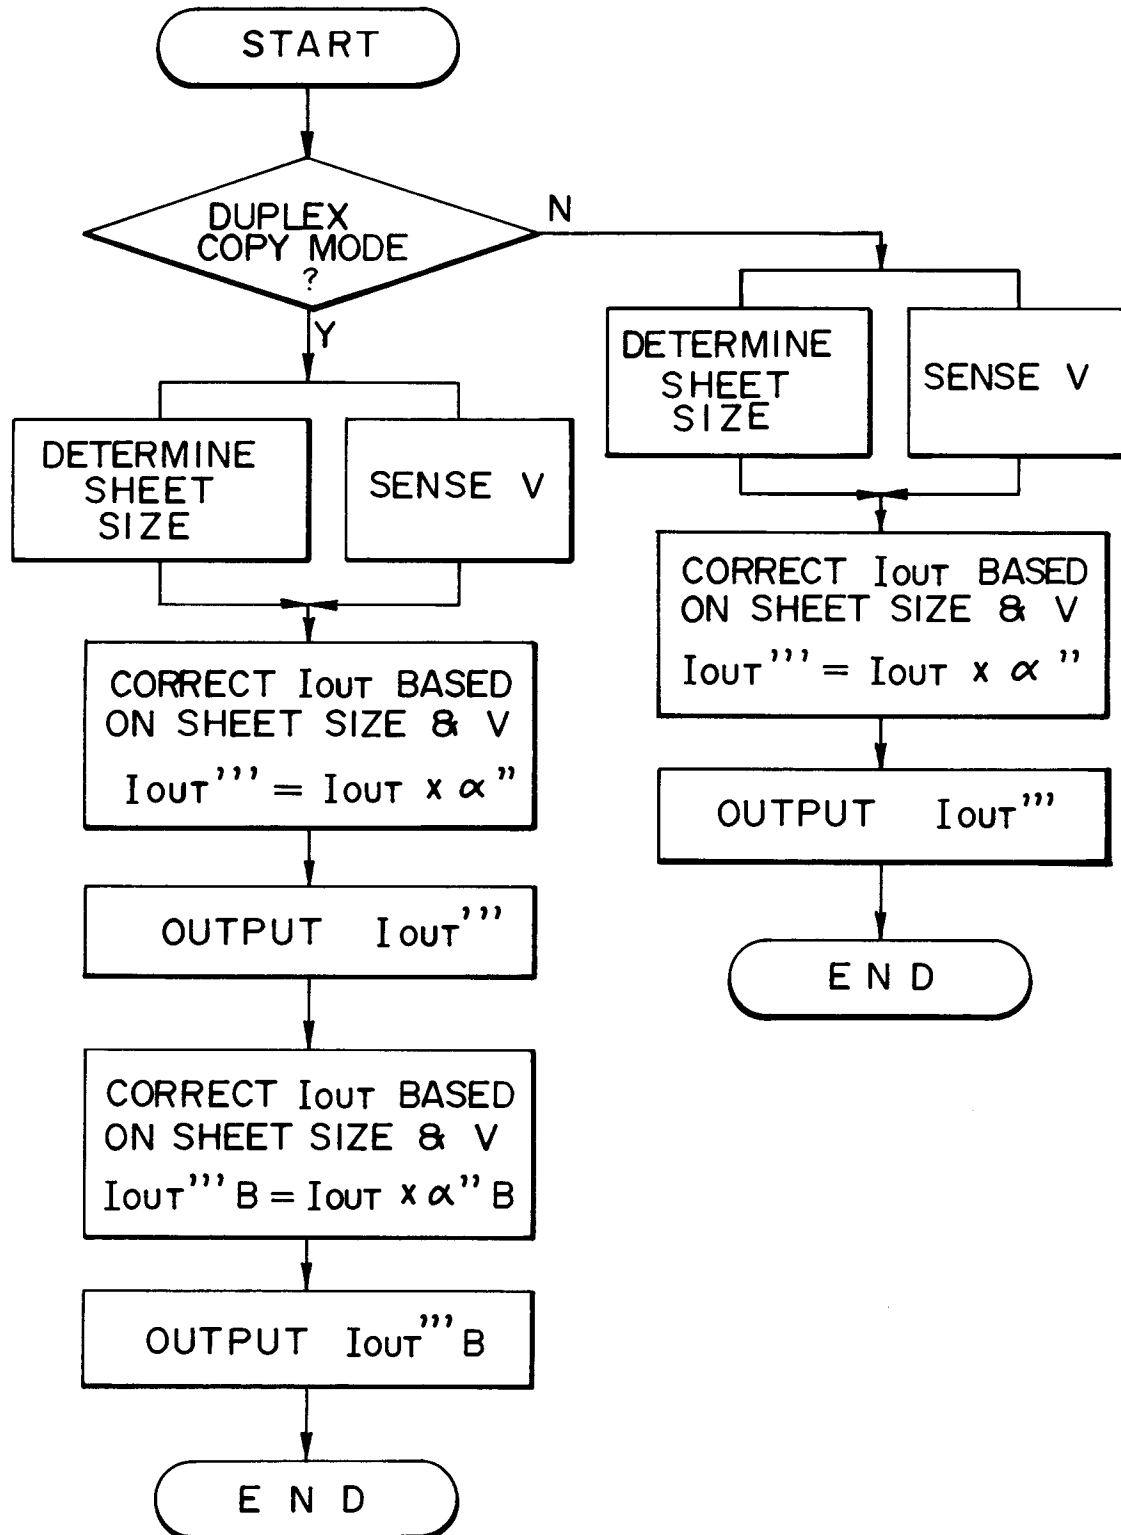 START
DUPLEX
COPY MODE
?
N
Y
DETERMINE
SHEET
SIZE
SENSE V
CORRECT IOUT BASED
ON SHEET SIZE & V
IOUT''' = IOUT x α''
OUTPUT IOUT'''
CORRECT IOUT BASED
ON SHEET SIZE & V
IOUT''' B = IOUT x α'' B
OUTPUT IOUT''' B
END
DETERMINE
SHEET
SIZE
SENSE V
CORRECT IOUT BASED
ON SHEET SIZE & V
IOUT''' = IOUT x α''
OUTPUT IOUT'''
END